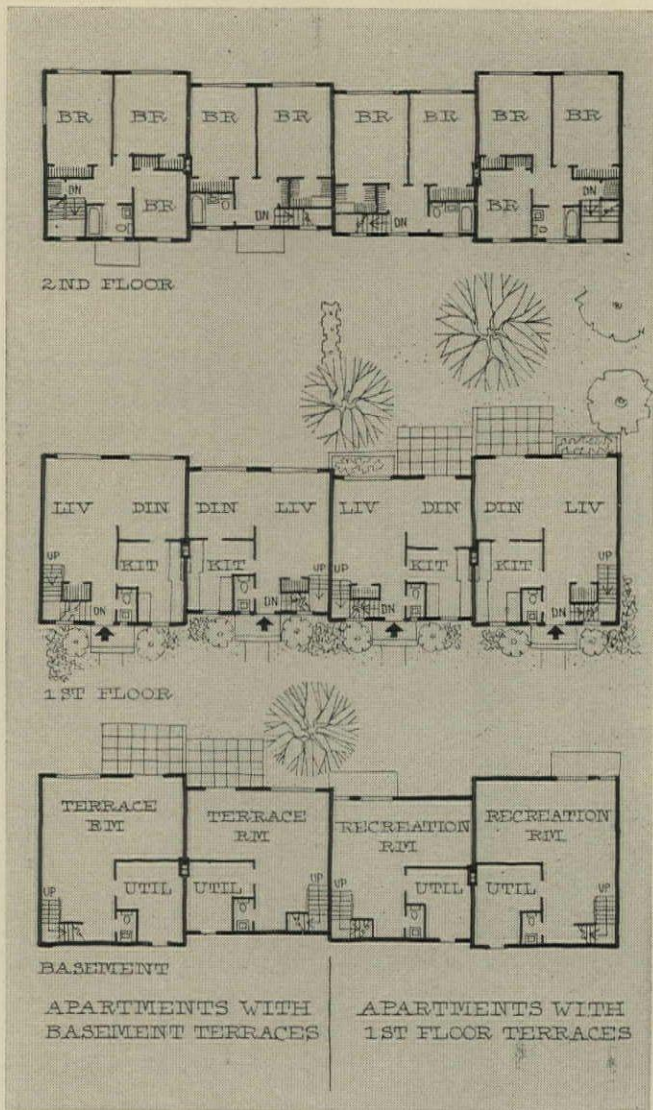 BR BR BR BR BR BR BR BR
DN BR DN DN BR DN
2ND FLOOR
LIV DIN DIN LIV LIV DIN DIN LIV
UP KIT KIT UP UP KIT KIT UP
DN DN DN DN
1ST FLOOR
TERRACE RM TERRACE RM RECREATION RM RECREATION RM
UP UTIL UTIL UP UP UTIL UTIL UP
BASEMENT
APARTMENTS WITH
BASEMENT TERRACES
APARTMENTS WITH
1ST FLOOR TERRACES